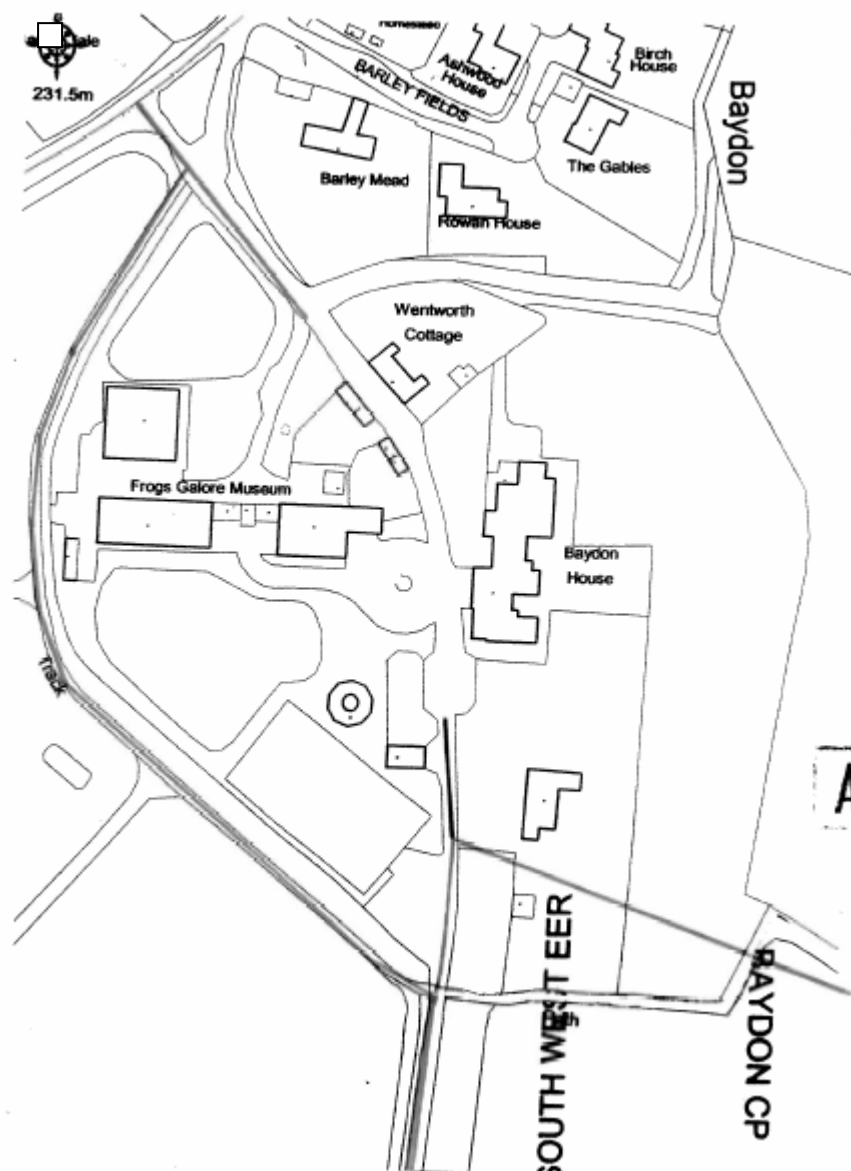 231.5m
Homestead
Ashwood
House
BARLEY FIELDS
Birch
House
Baydon
The Gables
Barley Mead
Rowan House
Wentworth
Cottage
Frogs Galore Museum
Baydon
House
Track
A
Path
SOUTH WEST EER
BAYDON CP